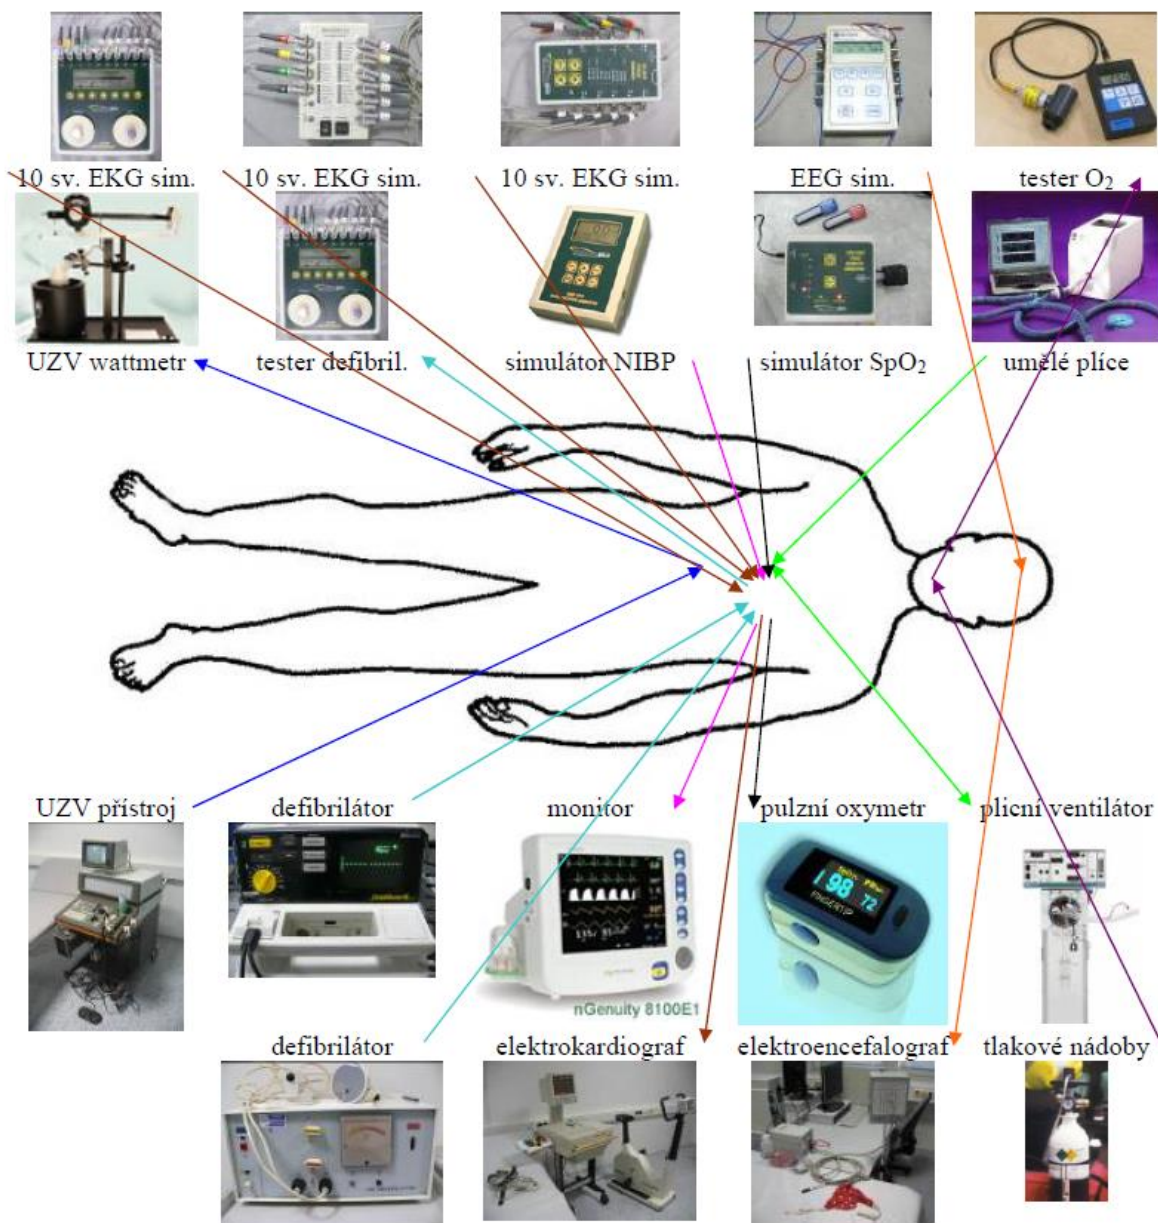 10 sv. EKG sim. 10 sv. EKG sim. 10 sv. EKG sim. EEG sim. tester O₂
UZV wattmetr tester defibril. simulátor NIBP simulátor SpO₂ umělé plíce
UZV přístroj defibrilátor monitor pulzní oxymetr plicní ventilátor
198 72
FINGERTIP
nGenuity 8100E1
defibrilátor elektrokardiograf elektroencefalograf tlakové nádoby